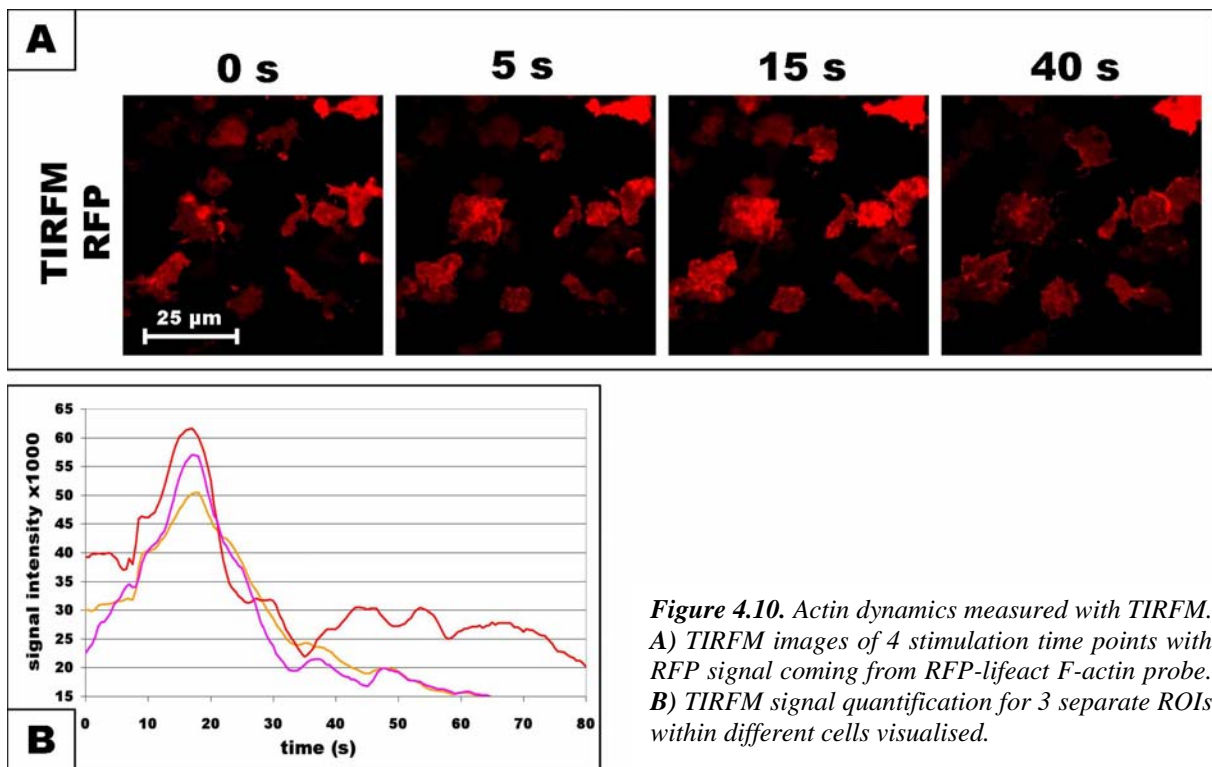 A
0 s 5 s 15 s 40 s
TIRFM
RFP
25 µm
65
60
55
50
45
40
35
30
25
20
15
signal intensity x1000
0 10 20 30 40 50 60 70 80
time (s)
B
Figure 4.10. Actin dynamics measured with TIRFM.
A) TIRFM images of 4 stimulation time points with
RFP signal coming from RFP-lifeact F-actin probe.
B) TIRFM signal quantification for 3 separate ROIs
within different cells visualised.